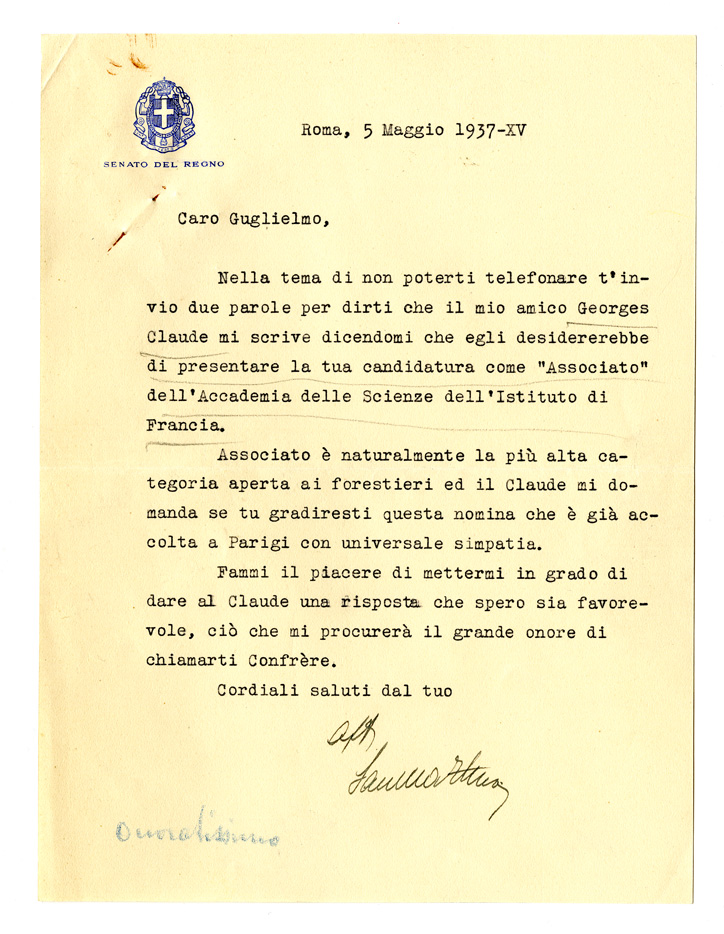 SENATO DEL REGNO
Roma, 5 Maggio 1937-XV
Caro Guglielmo,
Nella tema di non poterti telefonare t'in-
vio due parole per dirti che il mio amico Georges
Claude mi scrive dicendomi che egli desidererebbe
di presentare la tua candidatura come "Associato"
dell'Accademia delle Scienze dell'Istituto di
Francia.
Associato è naturalmente la più alta ca-
tegoria aperta ai forestieri ed il Claude mi do-
manda se tu gradiresti questa nomina che è già ac-
colta a Parigi con universale simpatia.
Fammi il piacere di mettermi in grado di
dare al Claude una risposta che spero sia favore-
vole, ciò che mi procurerà il grande onore di
chiamarti Confrère.
Cordiali saluti dal tuo
Onoratissimo